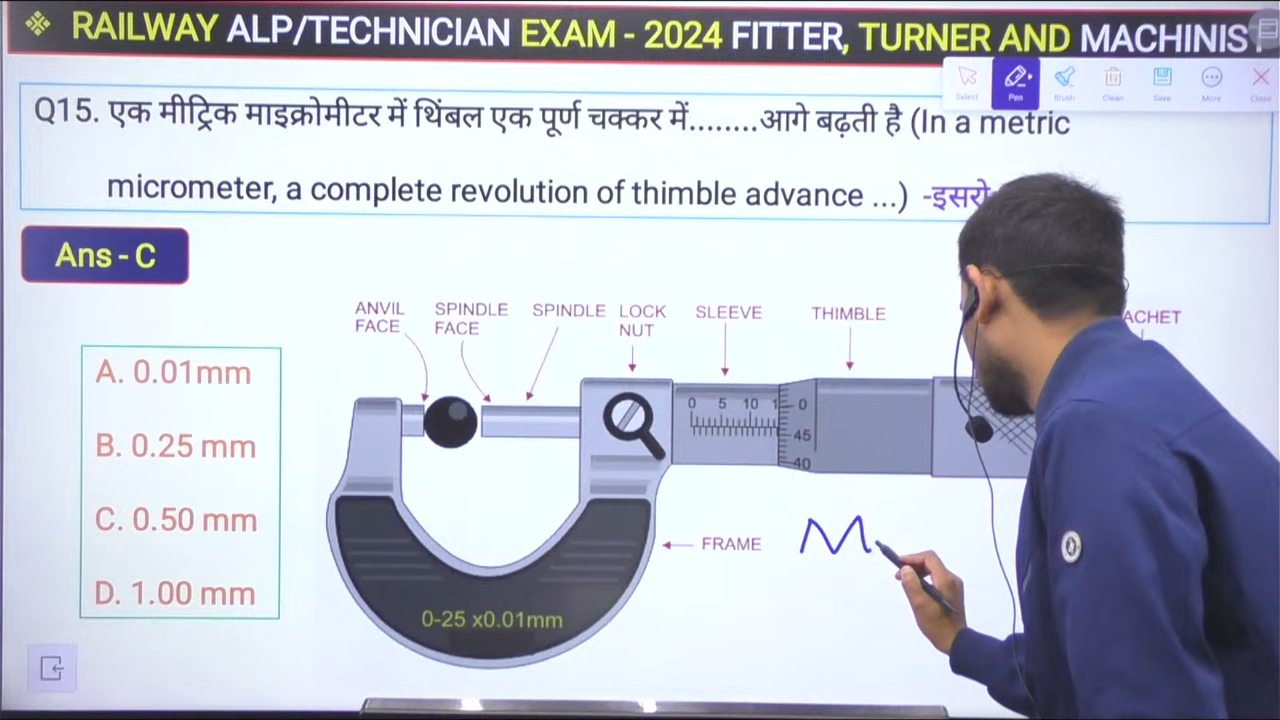 RAILWAY ALP/TECHNICIAN EXAM - 2024 FITTER, TURNER AND MACHINIST
Select Pen Brush Clean Save More Close
Q15. एक मीट्रिक माइक्रोमीटर में थिंबल एक पूर्ण चक्कर में........आगे बढ़ती है (In a metric
micrometer, a complete revolution of thimble advance ...) -इसरो
Ans - C
ANVIL FACE
SPINDLE FACE
SPINDLE
LOCK NUT
SLEEVE
THIMBLE
ACHET
A. 0.01mm
B. 0.25 mm
C. 0.50 mm
D. 1.00 mm
0 5 10 1
0
45
40
FRAME
M
0-25 x0.01mm